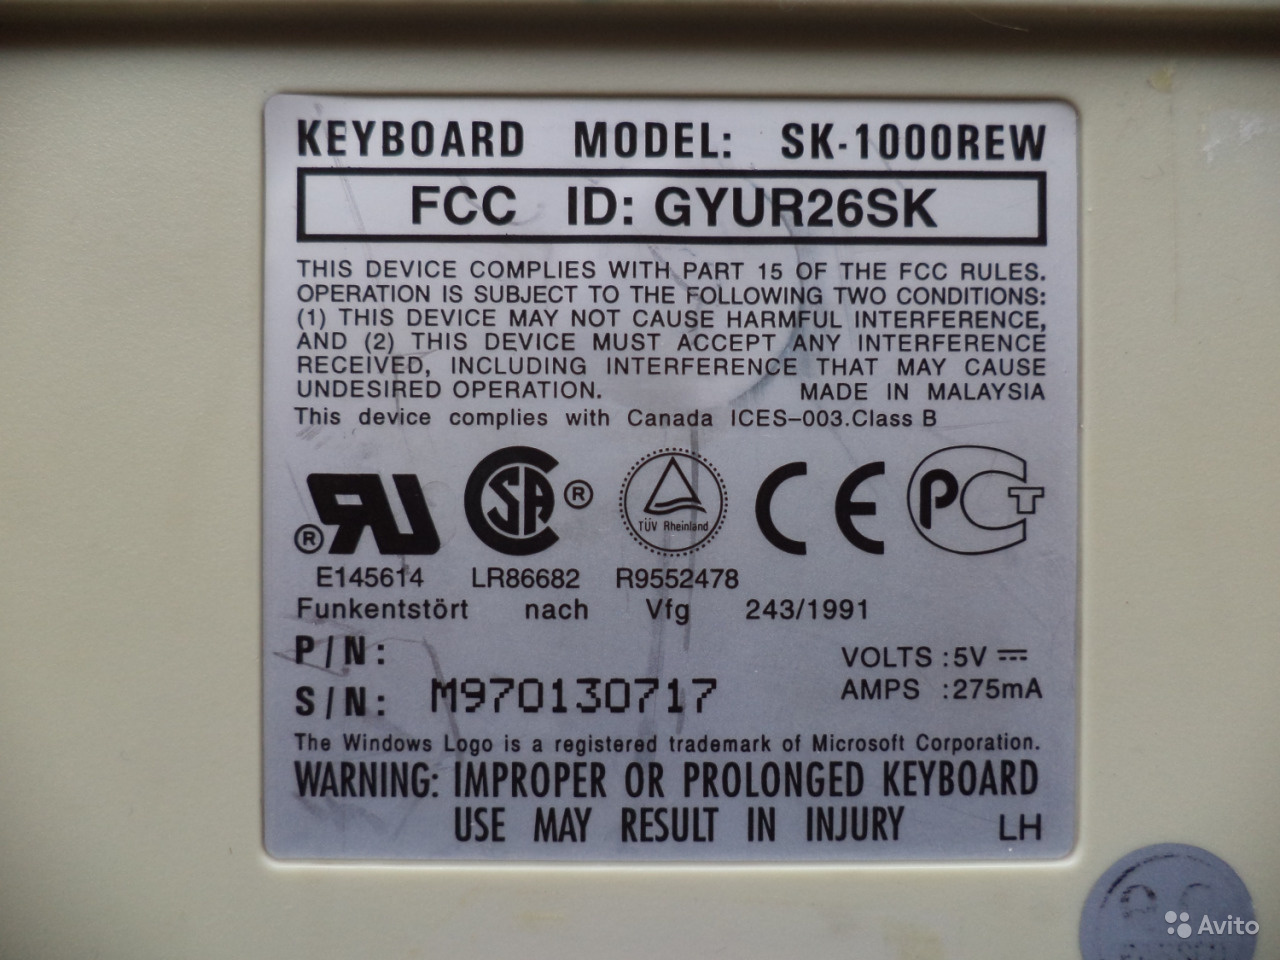 KEYBOARD MODEL: SK-1000REW
FCC ID: GYUR26SK
THIS DEVICE COMPLIES WITH PART 15 OF THE FCC RULES.
OPERATION IS SUBJECT TO THE FOLLOWING TWO CONDITIONS:
(1) THIS DEVICE MAY NOT CAUSE HARMFUL INTERFERENCE,
AND (2) THIS DEVICE MUST ACCEPT ANY INTERFERENCE
RECEIVED, INCLUDING INTERFERENCE THAT MAY CAUSE
UNDESIRED OPERATION. MADE IN MALAYSIA
This device complies with Canada ICES-003.Class B
® RU SA ® TÜV Rheinland CE РСТ
E145614 LR86682 R9552478
Funkentstört nach Vfg 243/1991
P/N:
VOLTS :5V
S/N: M970130717
AMPS :275mA
The Windows Logo is a registered trademark of Microsoft Corporation.
WARNING: IMPROPER OR PROLONGED KEYBOARD
USE MAY RESULT IN INJURY LH
Avito